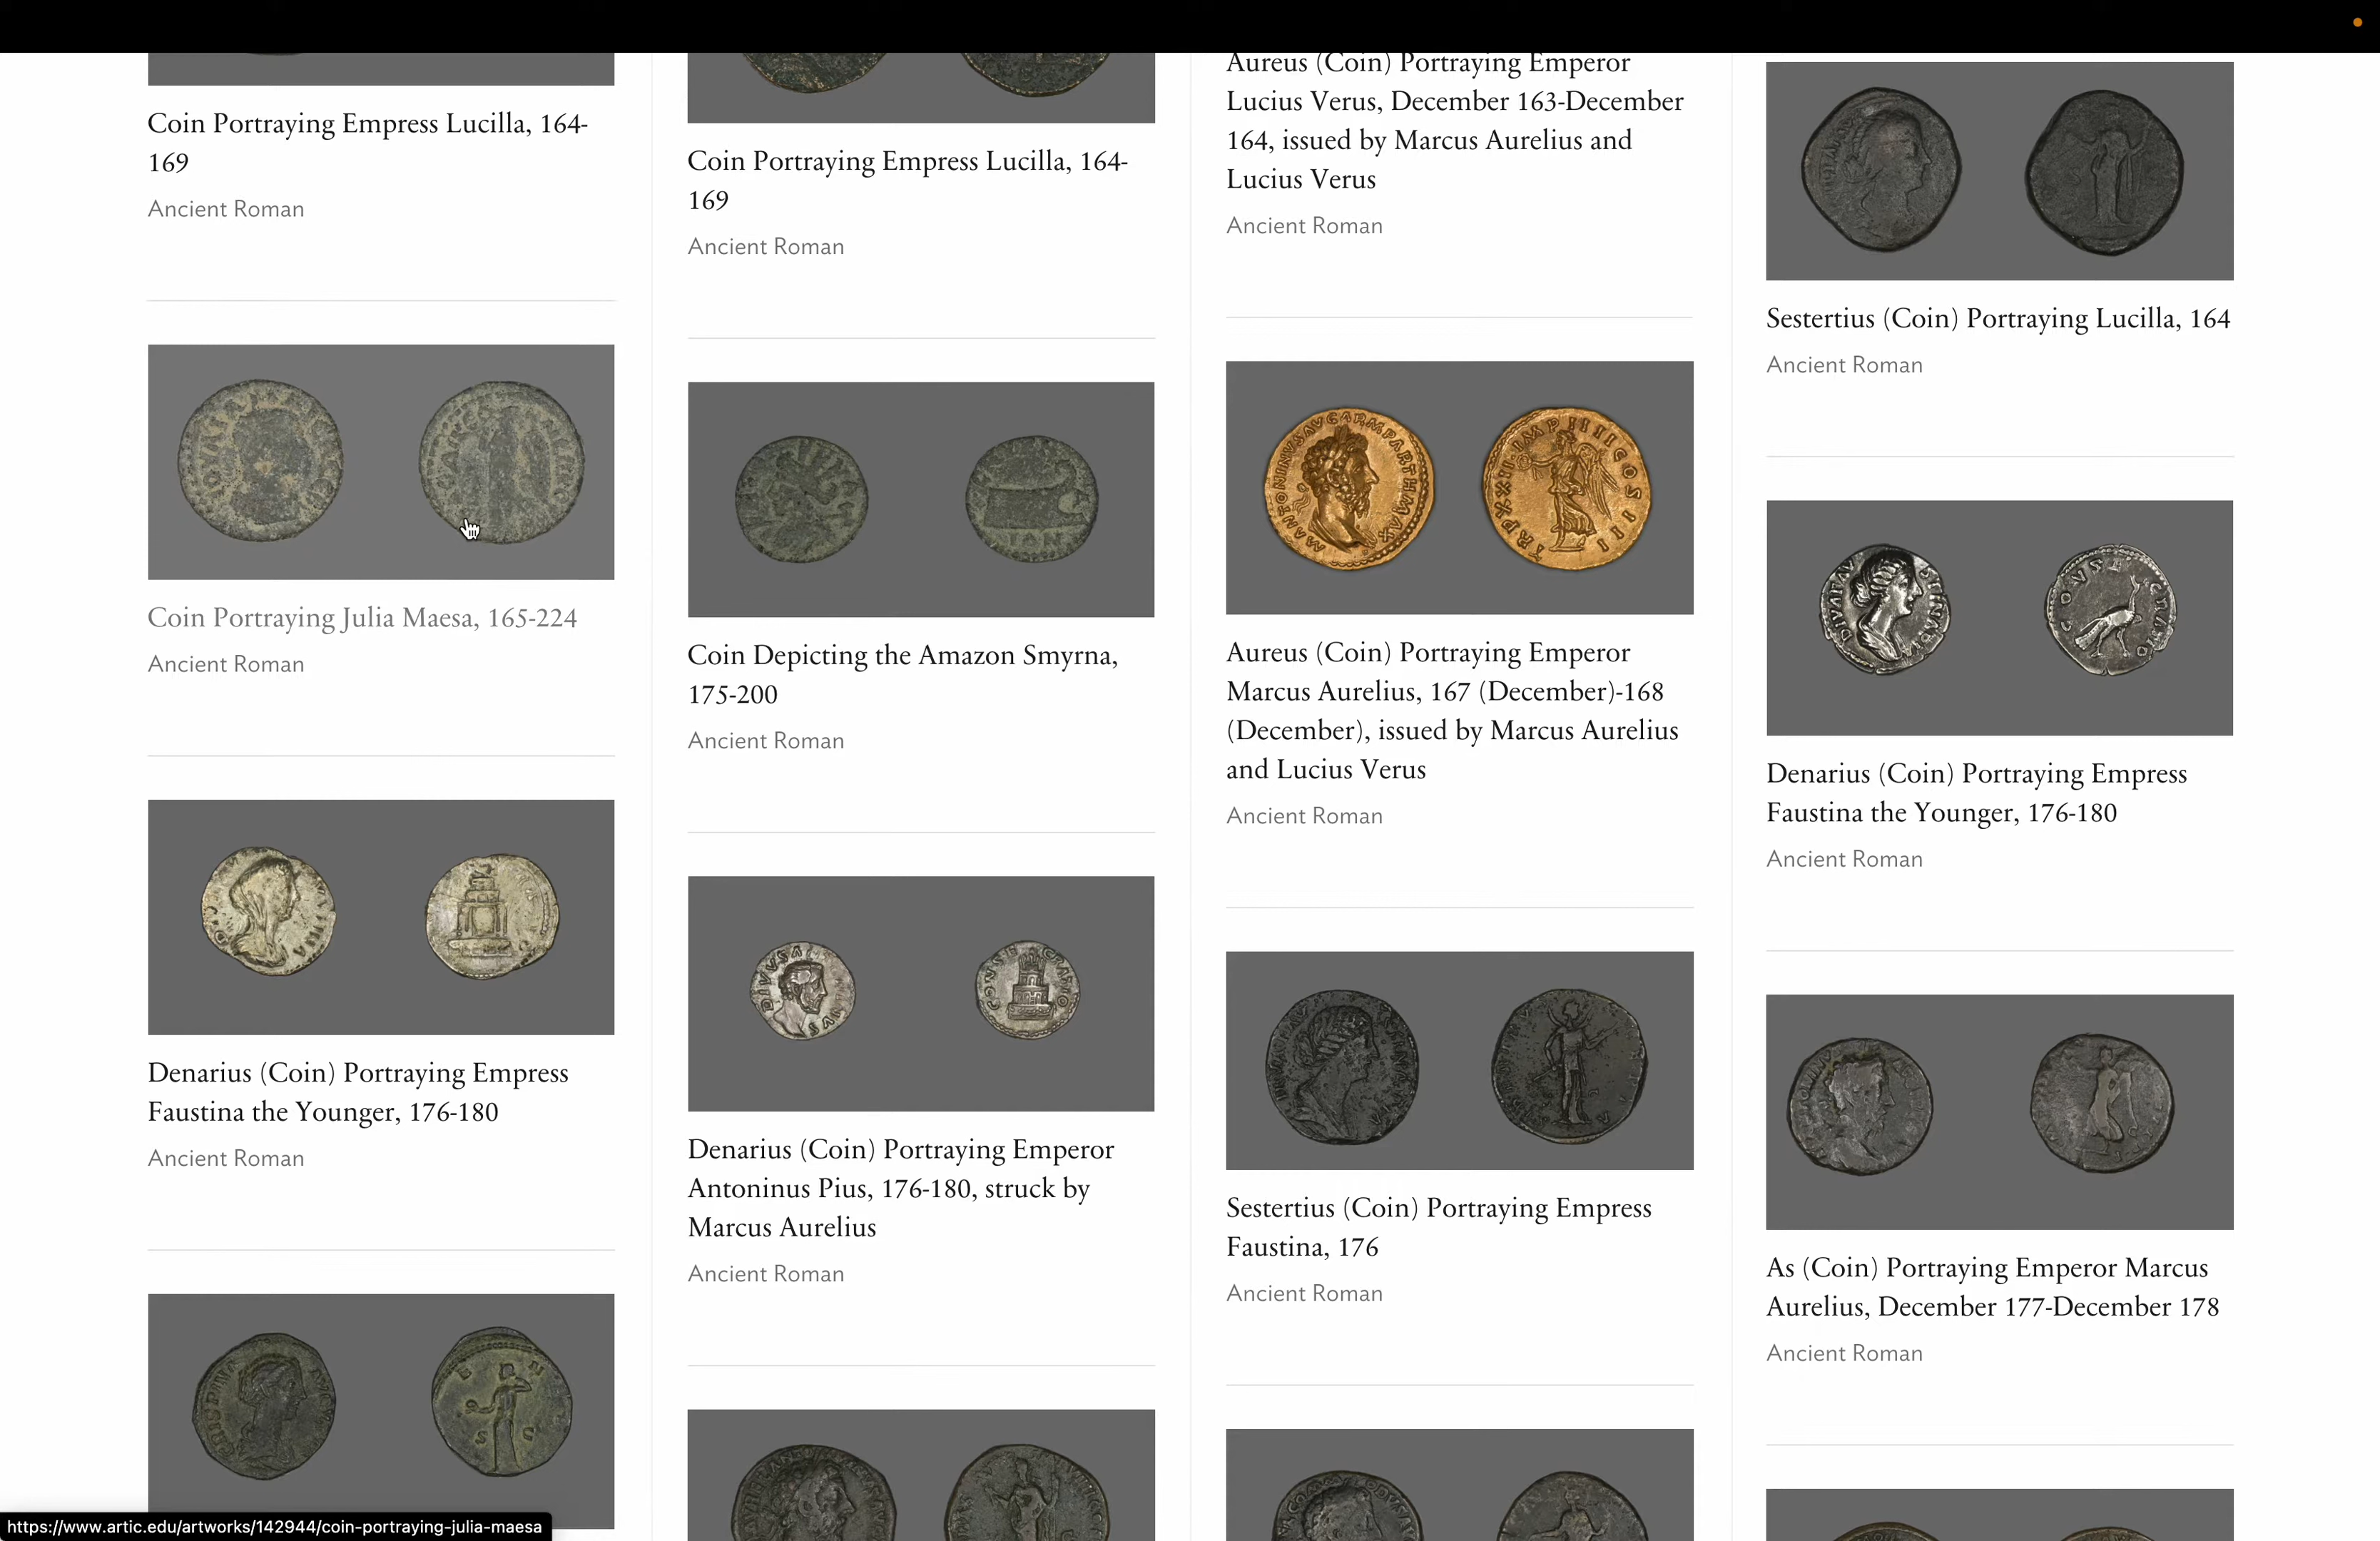 Coin Portraying Empress Lucilla, 164-
169
Ancient Roman
Coin Portraying Julia Maesa, 165-224
Ancient Roman
Denarius (Coin) Portraying Empress
Faustina the Younger, 176-180
Ancient Roman
Coin Portraying Empress Lucilla, 164-
169
Ancient Roman
IAN
Coin Depicting the Amazon Smyrna,
175-200
Ancient Roman
Denarius (Coin) Portraying Emperor
Antoninus Pius, 176-180, struck by
Marcus Aurelius
Ancient Roman
Aureus (Coin) Portraying Emperor
Lucius Verus, December 163-December
164, issued by Marcus Aurelius and
Lucius Verus
Ancient Roman
Aureus (Coin) Portraying Emperor
Marcus Aurelius, 167 (December)-168
(December), issued by Marcus Aurelius
and Lucius Verus
Ancient Roman
Sestertius (Coin) Portraying Empress
Faustina, 176
Ancient Roman
Sestertius (Coin) Portraying Lucilla, 164
Ancient Roman
Denarius (Coin) Portraying Empress
Faustina the Younger, 176-180
Ancient Roman
As (Coin) Portraying Emperor Marcus
Aurelius, December 177-December 178
Ancient Roman
https://www.artic.edu/artworks/142944/coin-portraying-julia-maesa